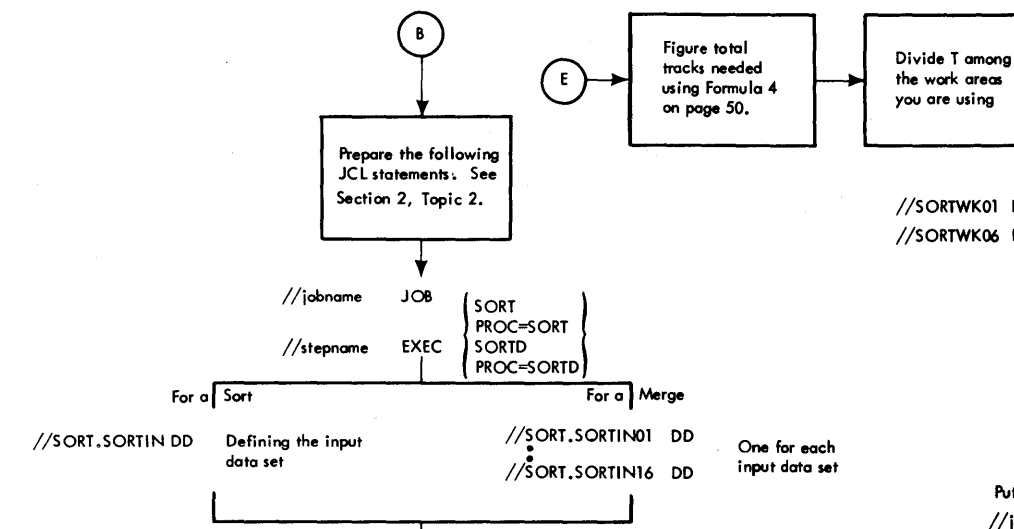 B
Prepare the following
JCL statements. See
Section 2, Topic 2.
//jobname JOB
//stepname EXEC
SORT
PROC=SORT
SORTD
PROC=SORTD
For a Sort
For a Merge
//SORT.SORTIN DD
Defining the input
data set
//SORT.SORTIN01 DD
//SORT.SORTIN16 DD
One for each
input data set
E
Figure total
tracks needed
using Formula 4
on page 50.
Divide T among
the work areas
you are using
//SORTWK01
//SORTWK06